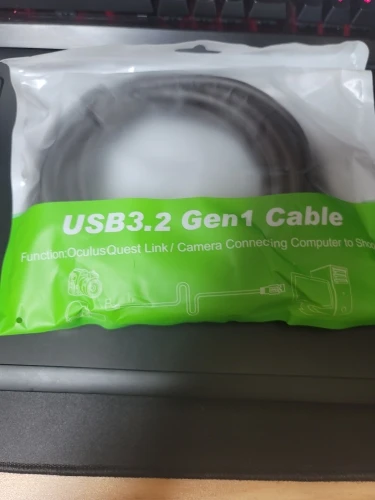 USB3.2 Gen1 Cable
Function:OculusQuest Link / Camera Connecting Computer to